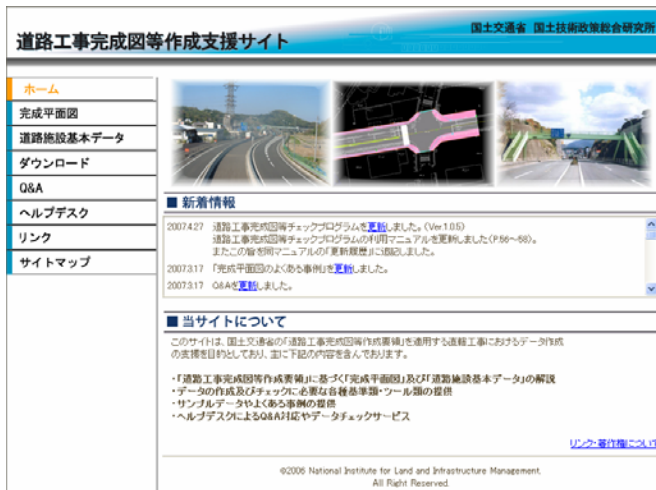 国土交通省 国土技術政策総合研究所
道路工事完成図等作成支援サイト
ホーム
完成平面図
道路施設基本データ
ダウンロード
Q&A
ヘルプデスク
リンク
サイトマップ
■ 新着情報
2007.4.27 道路工事完成図等チェックプログラムを更新しました。(Ver.1.0.5)
道路工事完成図等チェックプログラムの利用マニュアルを更新しました(P.56～58)。
またこの旨を同マニュアルの「更新履歴」に追記しました。
2007.3.17 「完成平面図のよくある事例」を更新しました。
2007.3.17 Q&Aを更新しました。
■ 当サイトについて
このサイトは、国土交通省の「道路工事完成図等作成要領」を適用する直轄工事におけるデータ作成
の支援を目的としており、主に下記の内容を含んでおります。
・「道路工事完成図等作成要領」に基づく「完成平面図」及び「道路施設基本データ」の解説
・データの作成及びチェックに必要な各種基準類・ツール類の提供
・サンプルデータやよくある事例の提供
・ヘルプデスクによるQ&A対応やデータチェックサービス
リンク・著作権について
©2006 National Institute for Land and Infrastructure Management.
All Right Reserved.